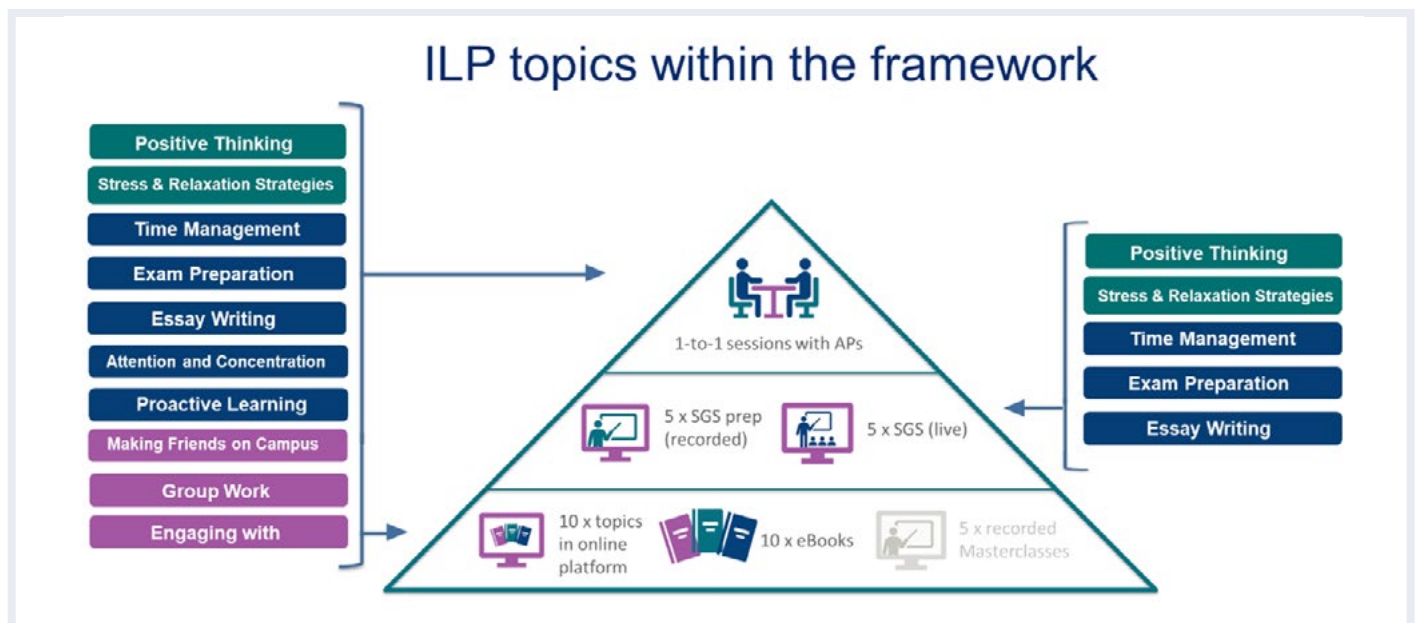 ILP topics within the framework
Positive Thinking
Stress & Relaxation Strategies
Time Management
Exam Preparation
Essay Writing
Attention and Concentration
Proactive Learning
Making Friends on Campus
Group Work
Engaging with
1-to-1 sessions with APs
5 x SGS prep
(recorded)
5 x SGS (live)
10 x topics
in online
platform
10 x eBooks
5 x recorded
Masterclasses
Positive Thinking
Stress & Relaxation Strategies
Time Management
Exam Preparation
Essay Writing